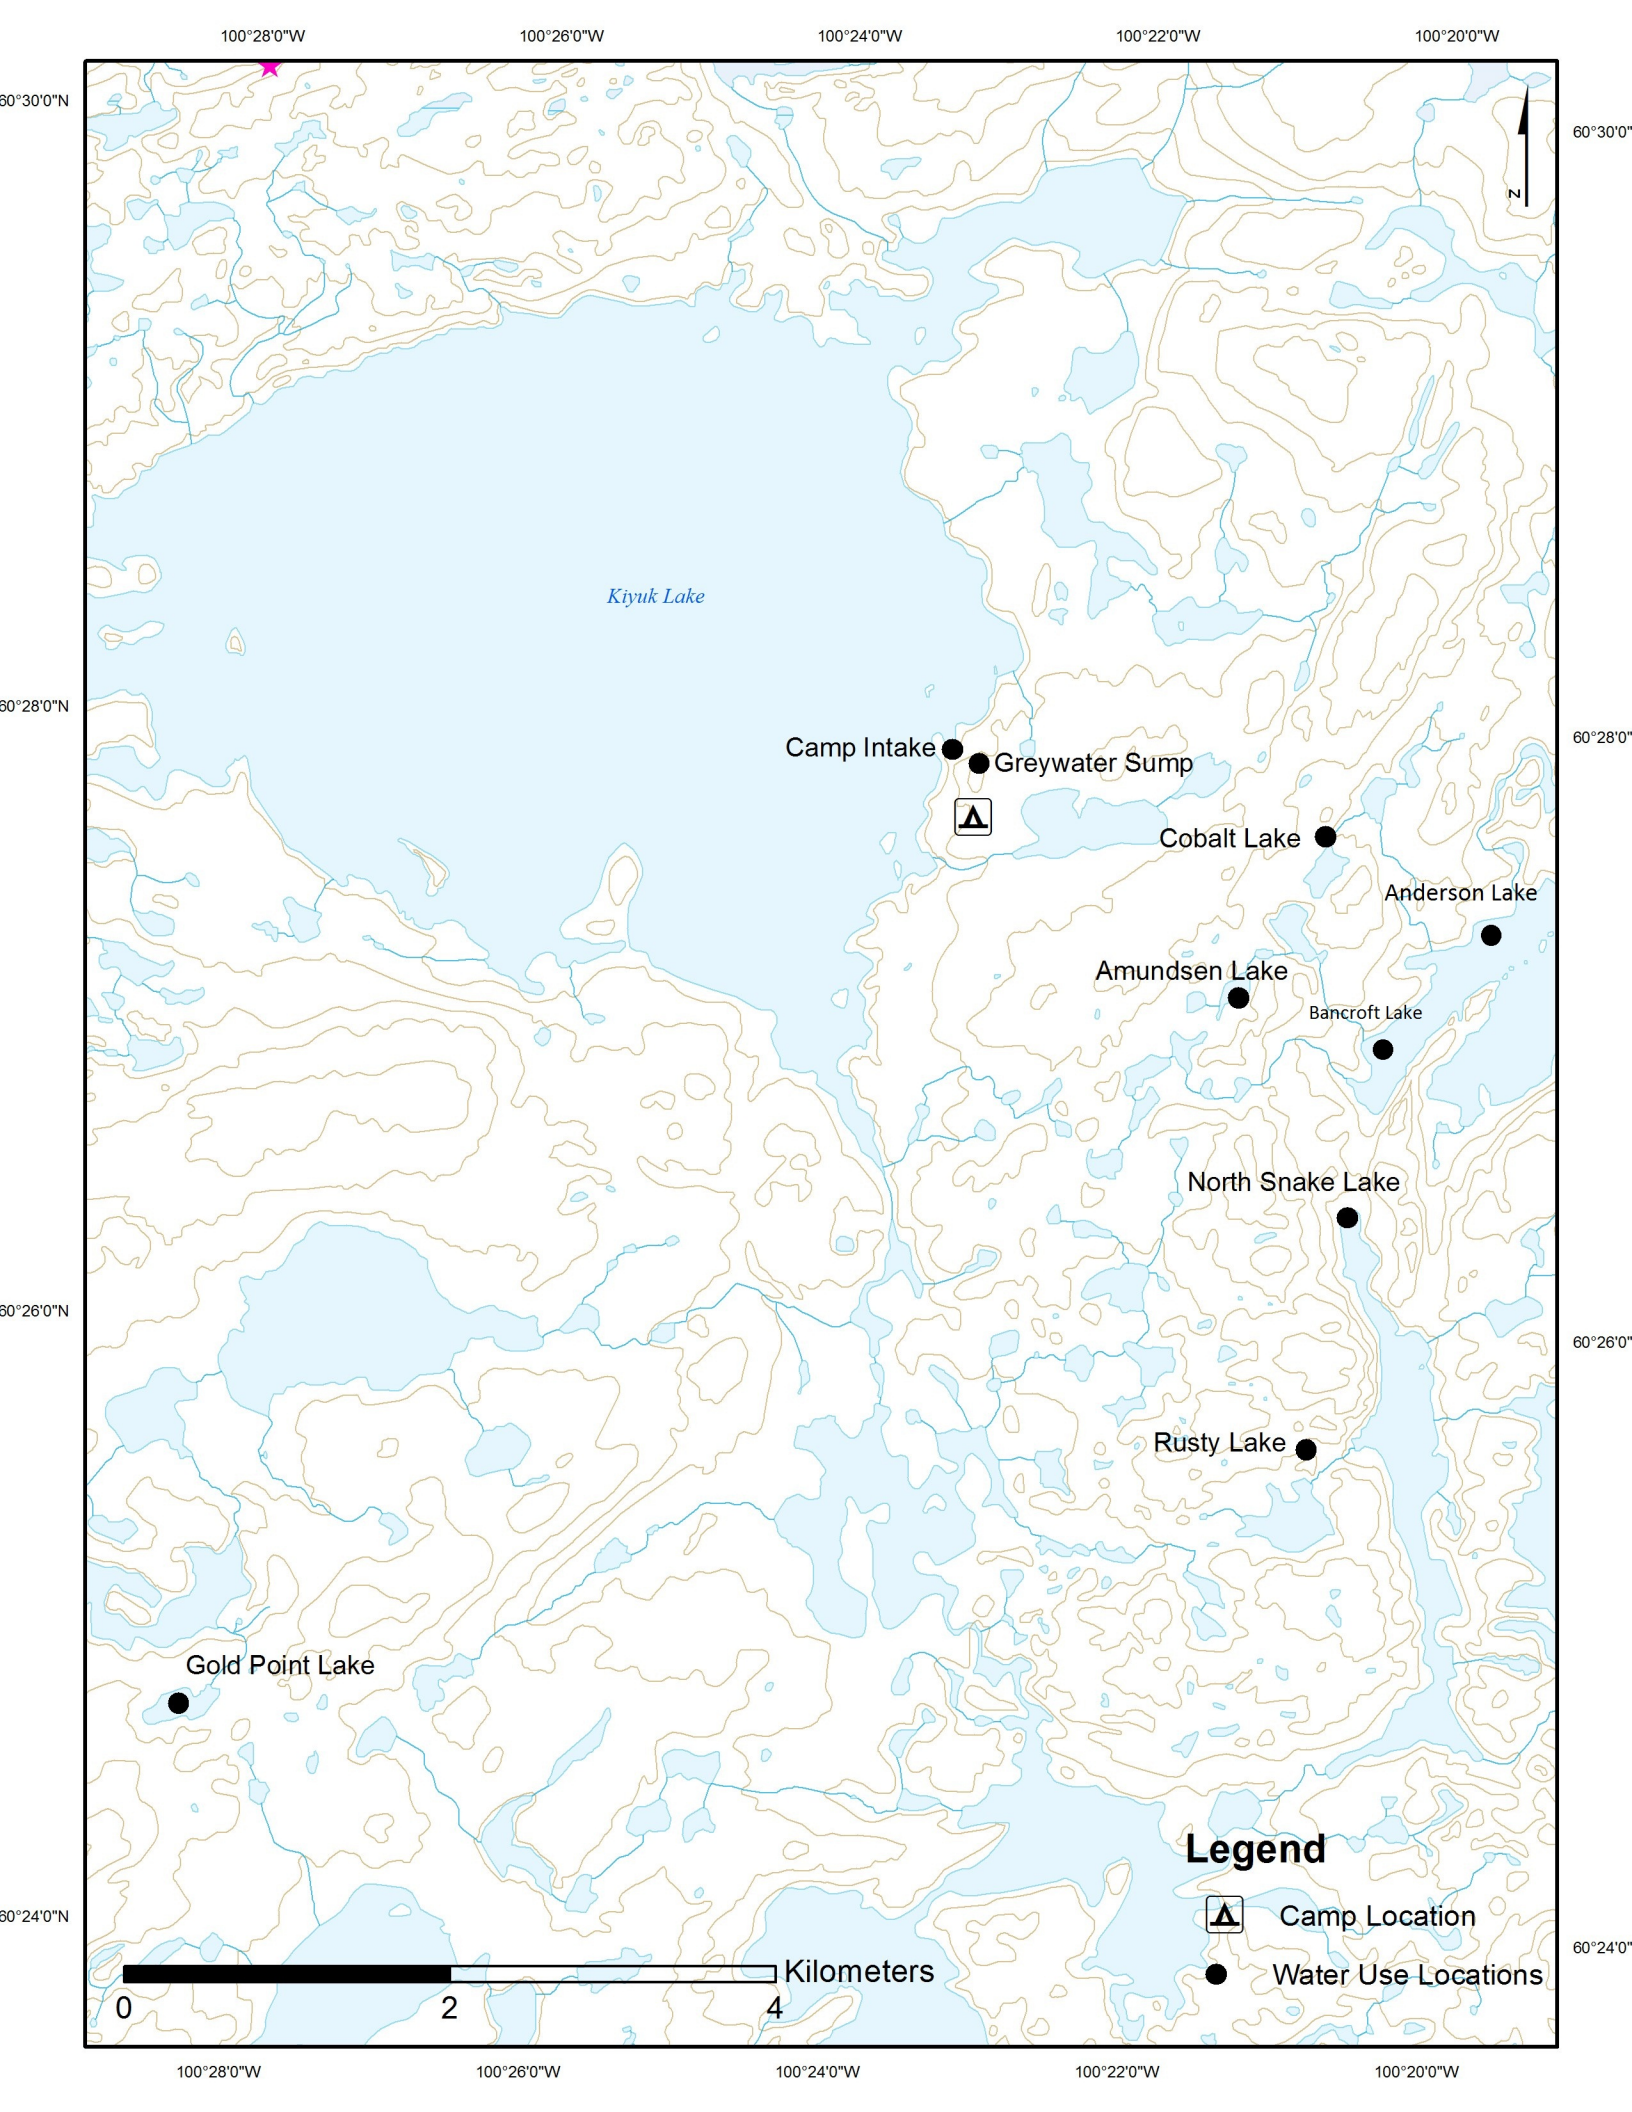 100°28'0"W 100°26'0"W 100°24'0"W 100°22'0"W 100°20'0"W
60°30'0"N
60°30'0"
N
Kiyuk Lake
60°28'0"N
60°28'0"
Camp Intake
Greywater Sump
Cobalt Lake
Anderson Lake
Amundsen Lake
Bancroft Lake
North Snake Lake
60°26'0"N
60°26'0"
Rusty Lake
Gold Point Lake
Legend
Camp Location
Water Use Locations
60°24'0"N
60°24'0"
Kilometers
0 2 4
100°28'0"W 100°26'0"W 100°24'0"W 100°22'0"W 100°20'0"W